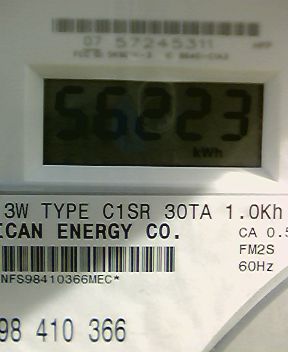 07 57245311
56223
kWh
3W TYPE C1SR 30TA 1.0Kh
ICAN ENERGY CO.
CA 0.5
FM2S
60Hz
NFS98410366MEC*
98 410 366